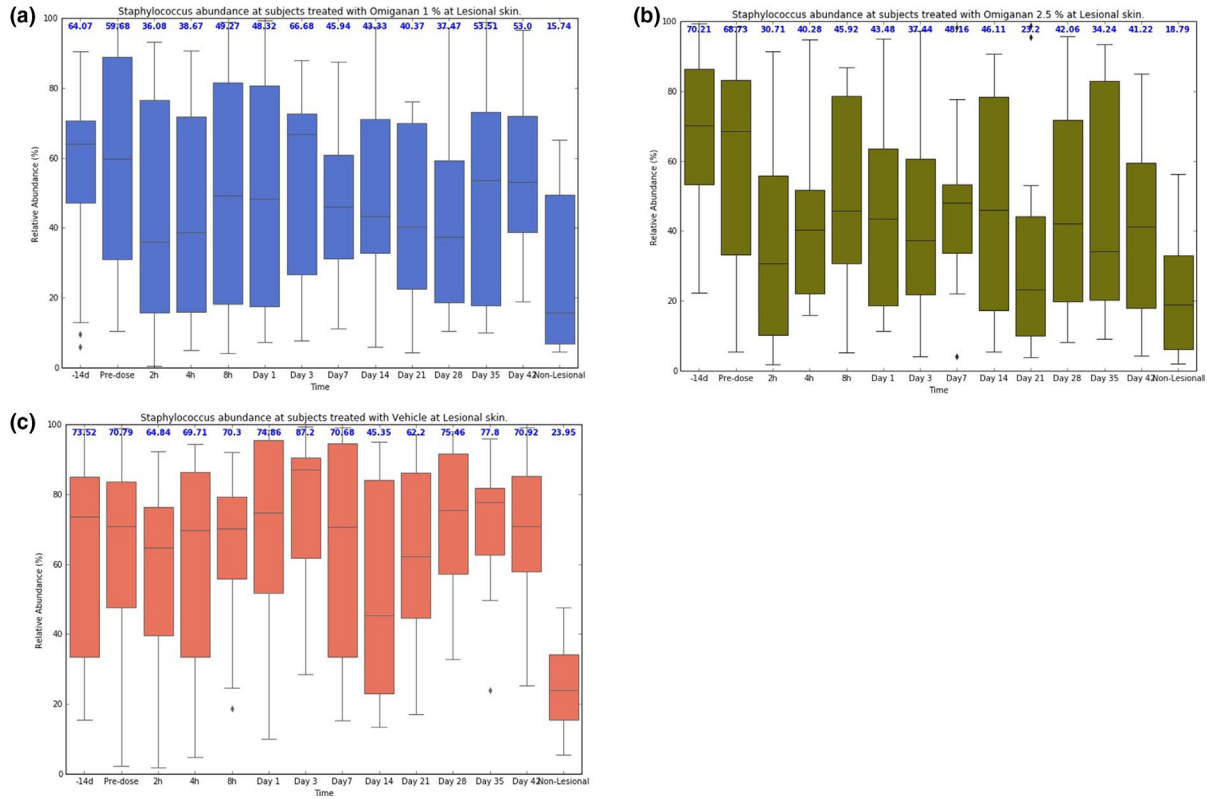 (a)
Staphylococcus abundance at subjects treated with Omiganan 1 % at Lesional skin.
64.07 59.68 36.08 38.67 49.27 48.32 66.68 45.94 43.33 40.37 37.47 53.51 53.0 15.74
100
80
60
40
20
0
Relative Abundance (%)
-14d Pre-dose 2h 4h 8h Day 1 Day 3 Day7 Day 14 Day 21 Day 28 Day 35 Day 42 Non-Lesional
Time
(b)
Staphylococcus abundance at subjects treated with Omiganan 2.5 % at Lesional skin.
70.21 68.73 30.71 40.28 45.92 43.48 37.44 48.16 46.11 23.2 42.06 34.24 41.22 18.79
100
80
60
40
20
0
Relative Abundance (%)
-14d Pre-dose 2h 4h 8h Day 1 Day 3 Day7 Day 14 Day 21 Day 28 Day 35 Day 42 Non-Lesional
Time
(c)
Staphylococcus abundance at subjects treated with Vehicle at Lesional skin.
73.52 70.79 64.84 69.71 70.3 74.86 87.2 70.68 45.35 62.2 75.46 77.8 70.92 23.95
100
80
60
40
20
0
Relative Abundance (%)
-14d Pre-dose 2h 4h 8h Day 1 Day 3 Day7 Day 14 Day 21 Day 28 Day 35 Day 42 Non-Lesional
Time